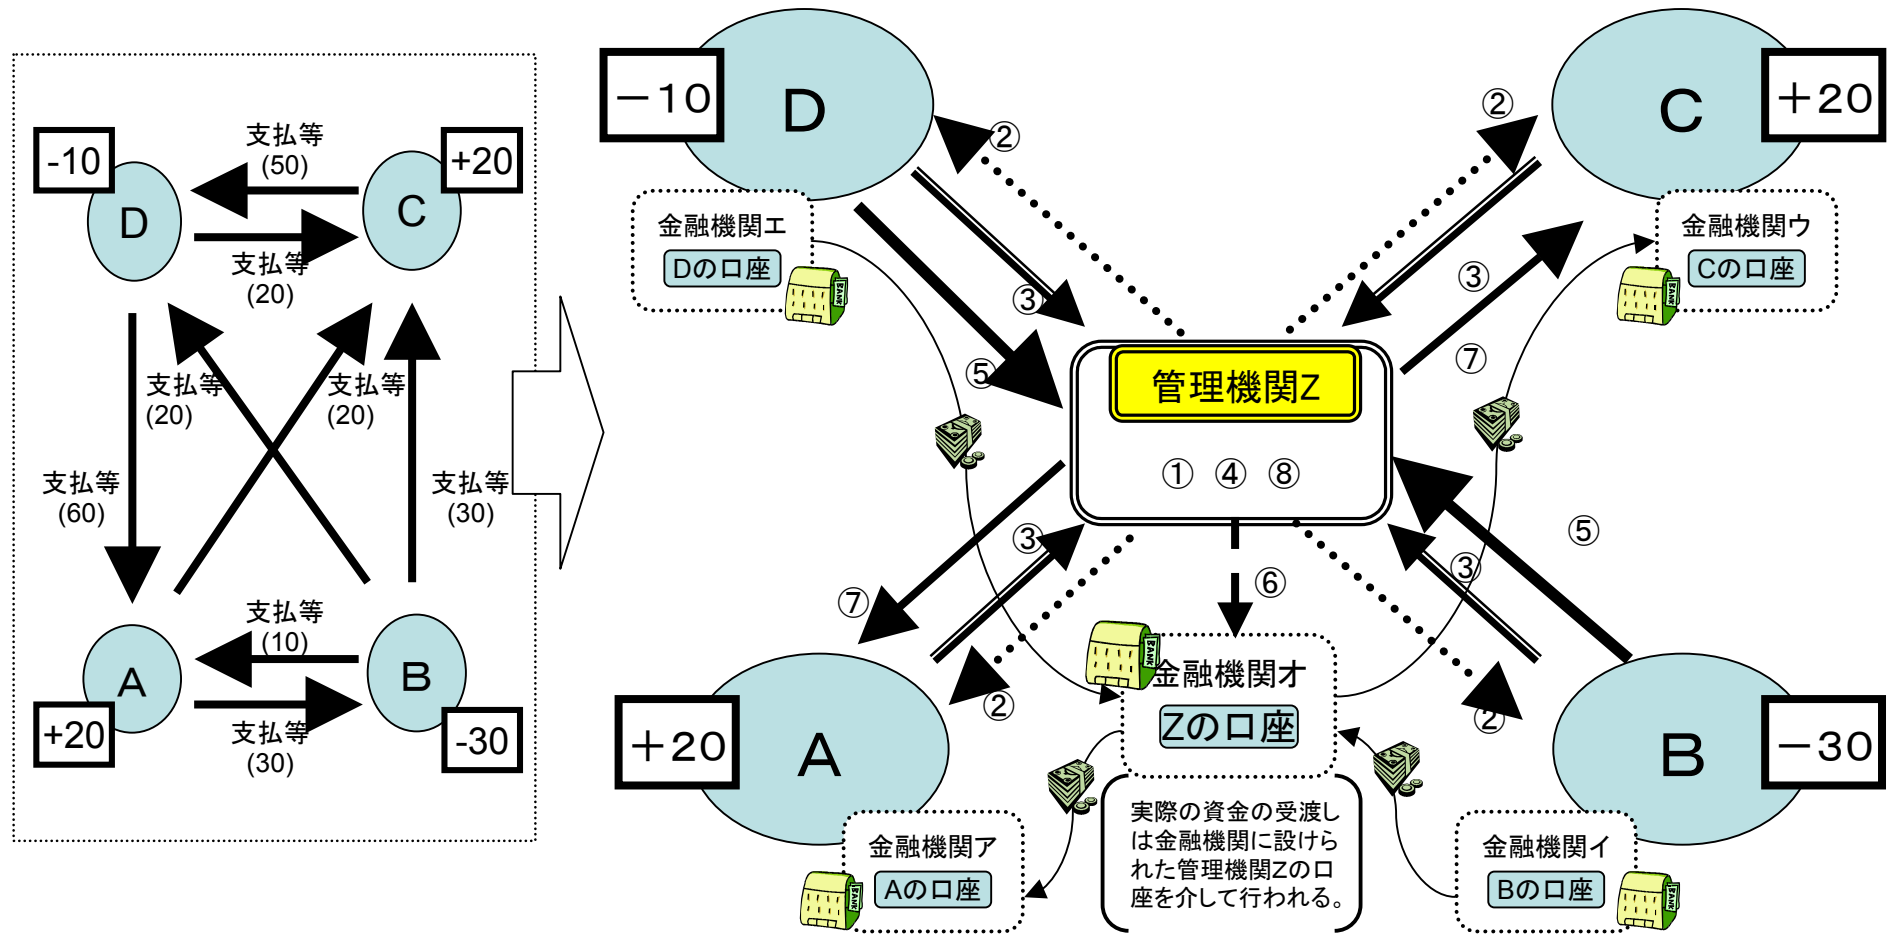 -10
D
支払等
(50)
+20
C
支払等
(20)
支払等
(20)
支払等
(20)
支払等
(60)
支払等
(30)
支払等
(10)
A
+20
B
-30
支払等
(30)
－10
D
②
金融機関エ
Dの口座
BANK
③
⑤
②
C
＋20
金融機関ウ
Cの口座
BANK
③
⑦
管理機関Z
① ④ ⑧
⑦
③
②
⑥
③
⑤
②
BANK
金融機関オ
Zの口座
実際の資金の受渡し
は金融機関に設けら
れた管理機関Zの口
座を介して行われる。
＋20
A
金融機関ア
Aの口座
BANK
B
－30
金融機関イ
Bの口座
BANK